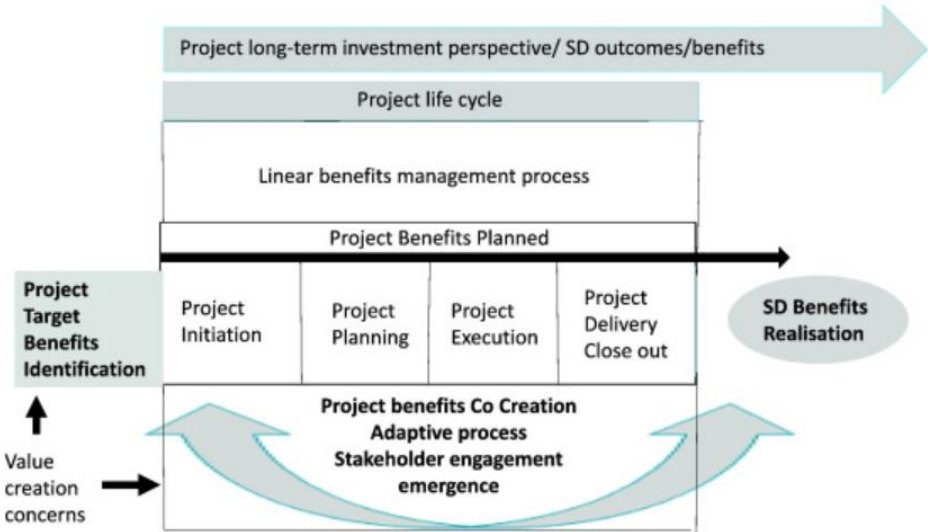 Project long-term investment perspective/ SD outcomes/benefits
Project life cycle
Linear benefits management process
Project Benefits Planned
Project
Target
Benefits
Identification
Project
Initiation
Project
Planning
Project
Execution
Project
Delivery
Close out
SD Benefits
Realisation
Project benefits Co Creation
Adaptive process
Stakeholder engagement
emergence
Value
creation
concerns